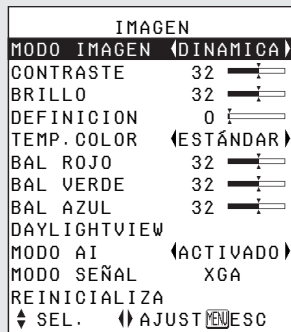 IMAGEN
MODO IMAGEN DINAMICA
CONTRASTE 32
BRILLO 32
DEFINICION 0
TEMP.COLOR ESTÁNDAR
BAL ROJO 32
BAL VERDE 32
BAL AZUL 32
DAYLIGHTVIEW
MODO AI ACTIVADO
MODO SEÑAL XGA
REINICIALIZA
SEL. AJUST MENU ESC